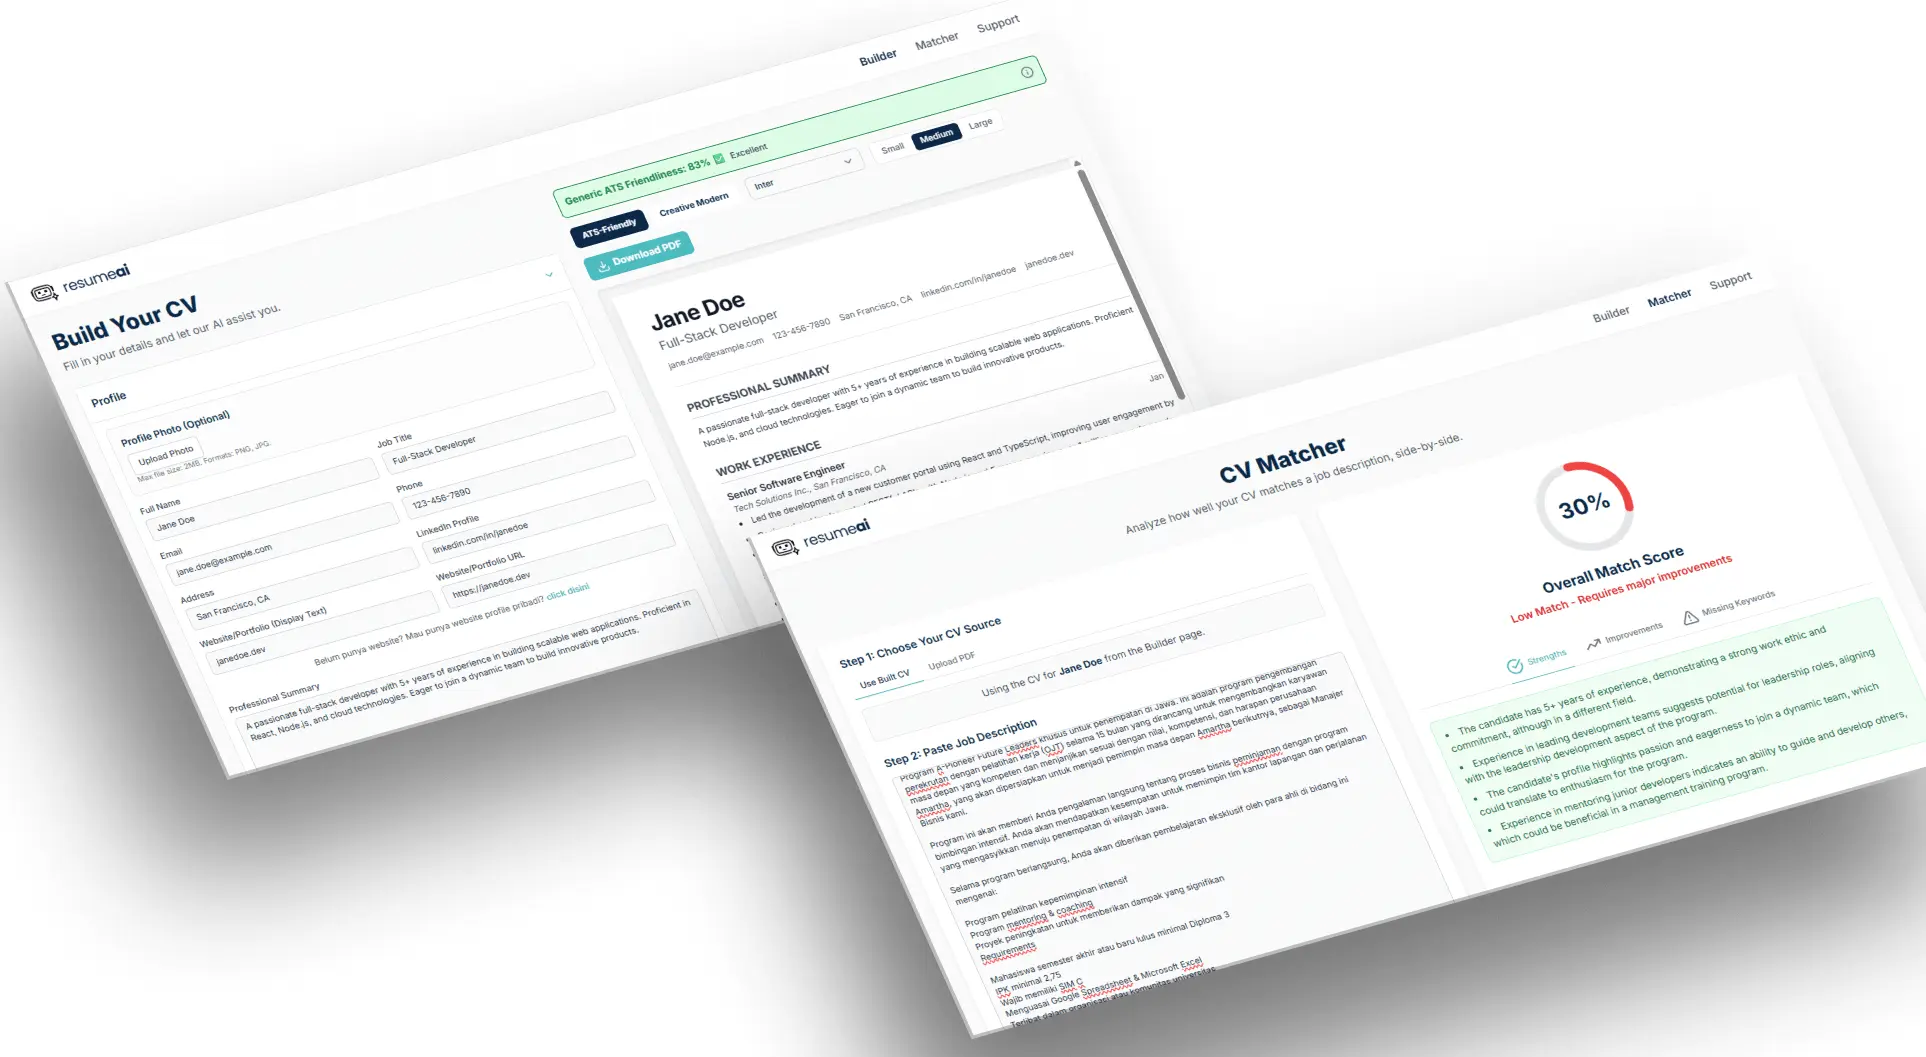 Builder Matcher Support
resumeai
Build Your CV
Fill in your details and let our AI assist you.
Profile
Profile Photo (Optional)
Upload Photo
Max file size: 2MB. Formats: PNG, JPG.
Full Name
Jane Doe
Job Title
Full-Stack Developer
Email
jane.doe@example.com
Phone
123-456-7890
Address
San Francisco, CA
LinkedIn Profile
linkedin.com/in/janedoe
Website/Portfolio (Display Text)
janedoe.dev
Website/Portfolio URL
https://janedoe.dev
Belum punya website? Mau punya website profile pribadi? click disini
Professional Summary
A passionate full-stack developer with 5+ years of experience in building scalable web applications. Proficient in
React, Node.js, and cloud technologies. Eager to join a dynamic team to build innovative products.
Generic ATS Friendliness: 83% ✅ Excellent
ATS-Friendly
Creative Modern
Inter
Small Medium Large
Download PDF
Jane Doe
Full-Stack Developer
jane.doe@example.com 123-456-7890 San Francisco, CA linkedin.com/in/janedoe janedoe.dev
PROFESSIONAL SUMMARY
A passionate full-stack developer with 5+ years of experience in building scalable web applications. Proficient
Node.js, and cloud technologies. Eager to join a dynamic team to build innovative products.
WORK EXPERIENCE
Senior Software Engineer
Jan
Tech Solutions Inc., San Francisco, CA
• Led the development of a new customer portal using React and TypeScript, improving user engagement by
Builder Matcher Support
resumeai
CV Matcher
Analyze how well your CV matches a job description, side-by-side.
Step 1: Choose Your CV Source
Use Built CV Upload PDF
Using the CV for Jane Doe from the Builder page.
Step 2: Paste Job Description
Program A-Pioneer Future Leaders khusus untuk penempatan di Jawa. Ini adalah program pengembangan
perekrutan dengan pelatihan kerja (OJT) selama 15 bulan yang dirancang untuk mengembangkan karyawan
masa depan yang kompeten dan menjanjikan sesuai dengan nilai, kompetensi, dan harapan perusahaan
Amartha, yang akan dipersiapkan untuk menjadi pemimpin masa depan Amartha berikutnya, sebagai Manajer
Bisnis kami.
Program ini akan memberi Anda pengalaman langsung tentang proses bisnis peminjaman dengan program
bimbingan intensif. Anda akan mendapatkan kesempatan untuk memimpin tim kantor lapangan dan perjalanan
yang mengasyikkan menuju penempatan di wilayah Jawa.
Selama program berlangsung, Anda akan diberikan pembelajaran eksklusif oleh para ahli di bidang ini
mengenai:
Program pelatihan kepemimpinan intensif
Program mentoring & coaching
Proyek peningkatan untuk memberikan dampak yang signifikan
Requirements
Mahasiswa semester akhir atau baru lulus minimal Diploma 3
IPK minimal 2,75
Wajib memiliki SIM C
Menguasai Google Spreadsheet & Microsoft Excel
Terlibat dalam organisasi atau komunitas universitas
30%
Overall Match Score
Low Match - Requires major improvements
Strengths Improvements Missing Keywords
• The candidate has 5+ years of experience, demonstrating a strong work ethic and
commitment, although in a different field.
• Experience in leading development teams suggests potential for leadership roles, aligning
with the leadership development aspect of the program.
• The candidate's profile highlights passion and eagerness to join a dynamic team, which
could translate to enthusiasm for the program.
• Experience in mentoring junior developers indicates an ability to guide and develop others,
which could be beneficial in a management training program.